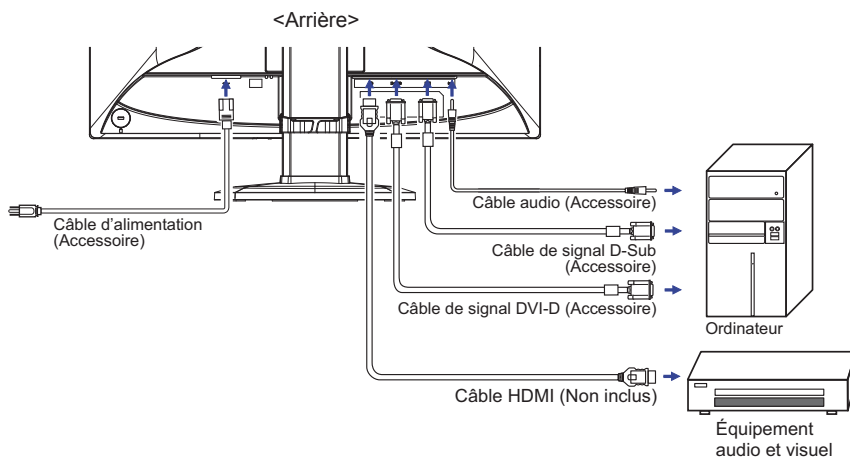 <Arrière>
Câble d'alimentation
(Accessoire)
Câble audio (Accessoire)
Câble de signal D-Sub
(Accessoire)
Câble de signal DVI-D (Accessoire)
Ordinateur
Câble HDMI (Non inclus)
Équipement
audio et visuel